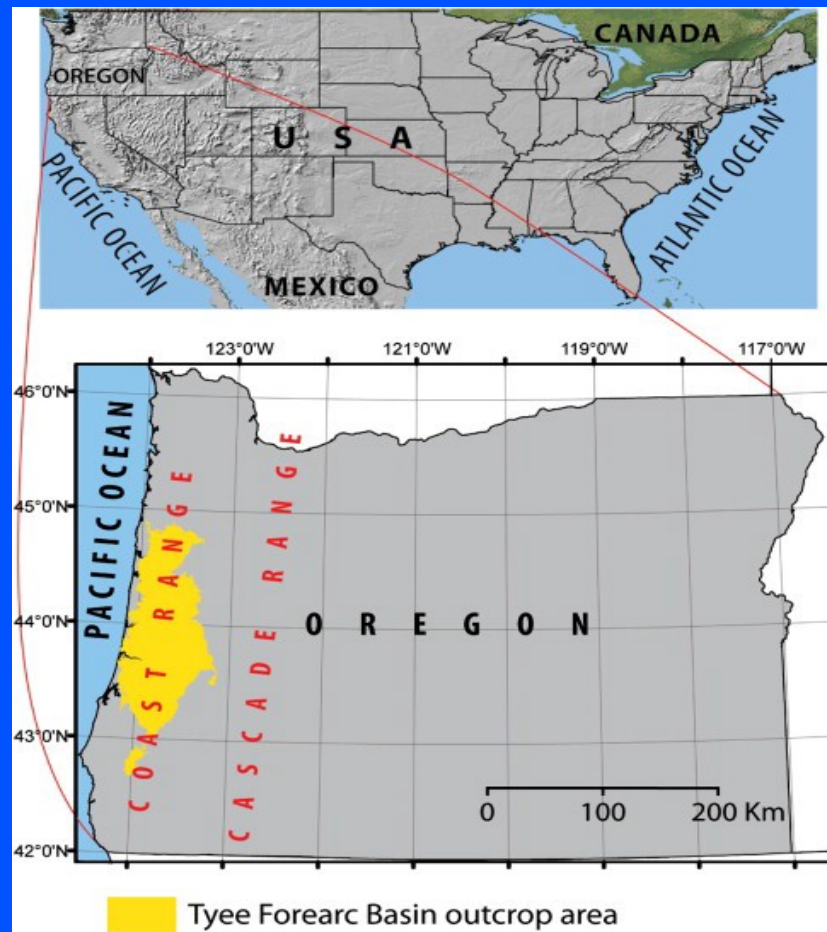 CANADA
OREGON
U S A
PACIFIC OCEAN
ATLANTIC OCEAN
MEXICO
123°0'W 121°0'W 119°0'W 117°0'W
46°0'N
45°0'N
44°0'N
43°0'N
42°0'N
PACIFIC OCEAN
COAST RANGE
CASCADE RANGE
OREGON
0 100 200 Km
Tyee Forearc Basin outcrop area